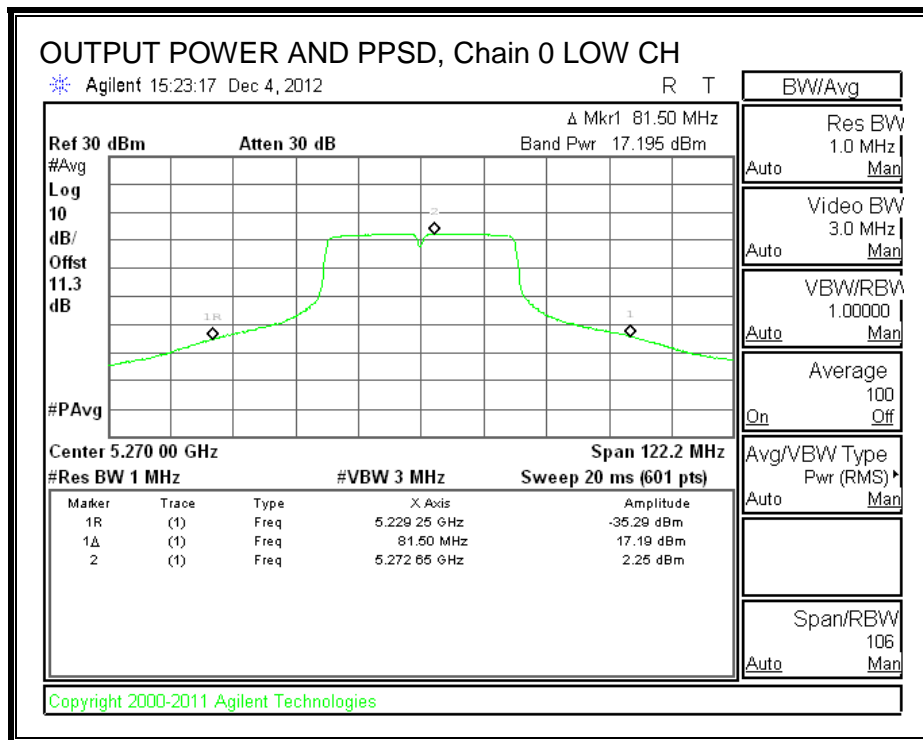 OUTPUT POWER AND PPSD, Chain 0 LOW CH
Agilent 15:23:17 Dec 4, 2012 R T
Δ Mkr1 81.50 MHz
Ref 30 dBm Atten 30 dB Band Pwr 17.195 dBm
#Avg
Log
10
dB/
Offst
11.3
dB
#PAvg
1R
2
1
Center 5.270 00 GHz Span 122.2 MHz
#Res BW 1 MHz #VBW 3 MHz Sweep 20 ms (601 pts)
Marker Trace Type X Axis Amplitude
1R (1) Freq 5.229 25 GHz -35.29 dBm
1Δ (1) Freq 81.50 MHz 17.19 dBm
2 (1) Freq 5.272 65 GHz 2.25 dBm
BW/Avg
Res BW
1.0 MHz
Auto Man
Video BW
3.0 MHz
Auto Man
VBW/RBW
1.00000
Auto Man
Average
100
On Off
Avg/VBW Type
Pwr (RMS)
Auto Man
Span/RBW
106
Auto Man
Copyright 2000-2011 Agilent Technologies